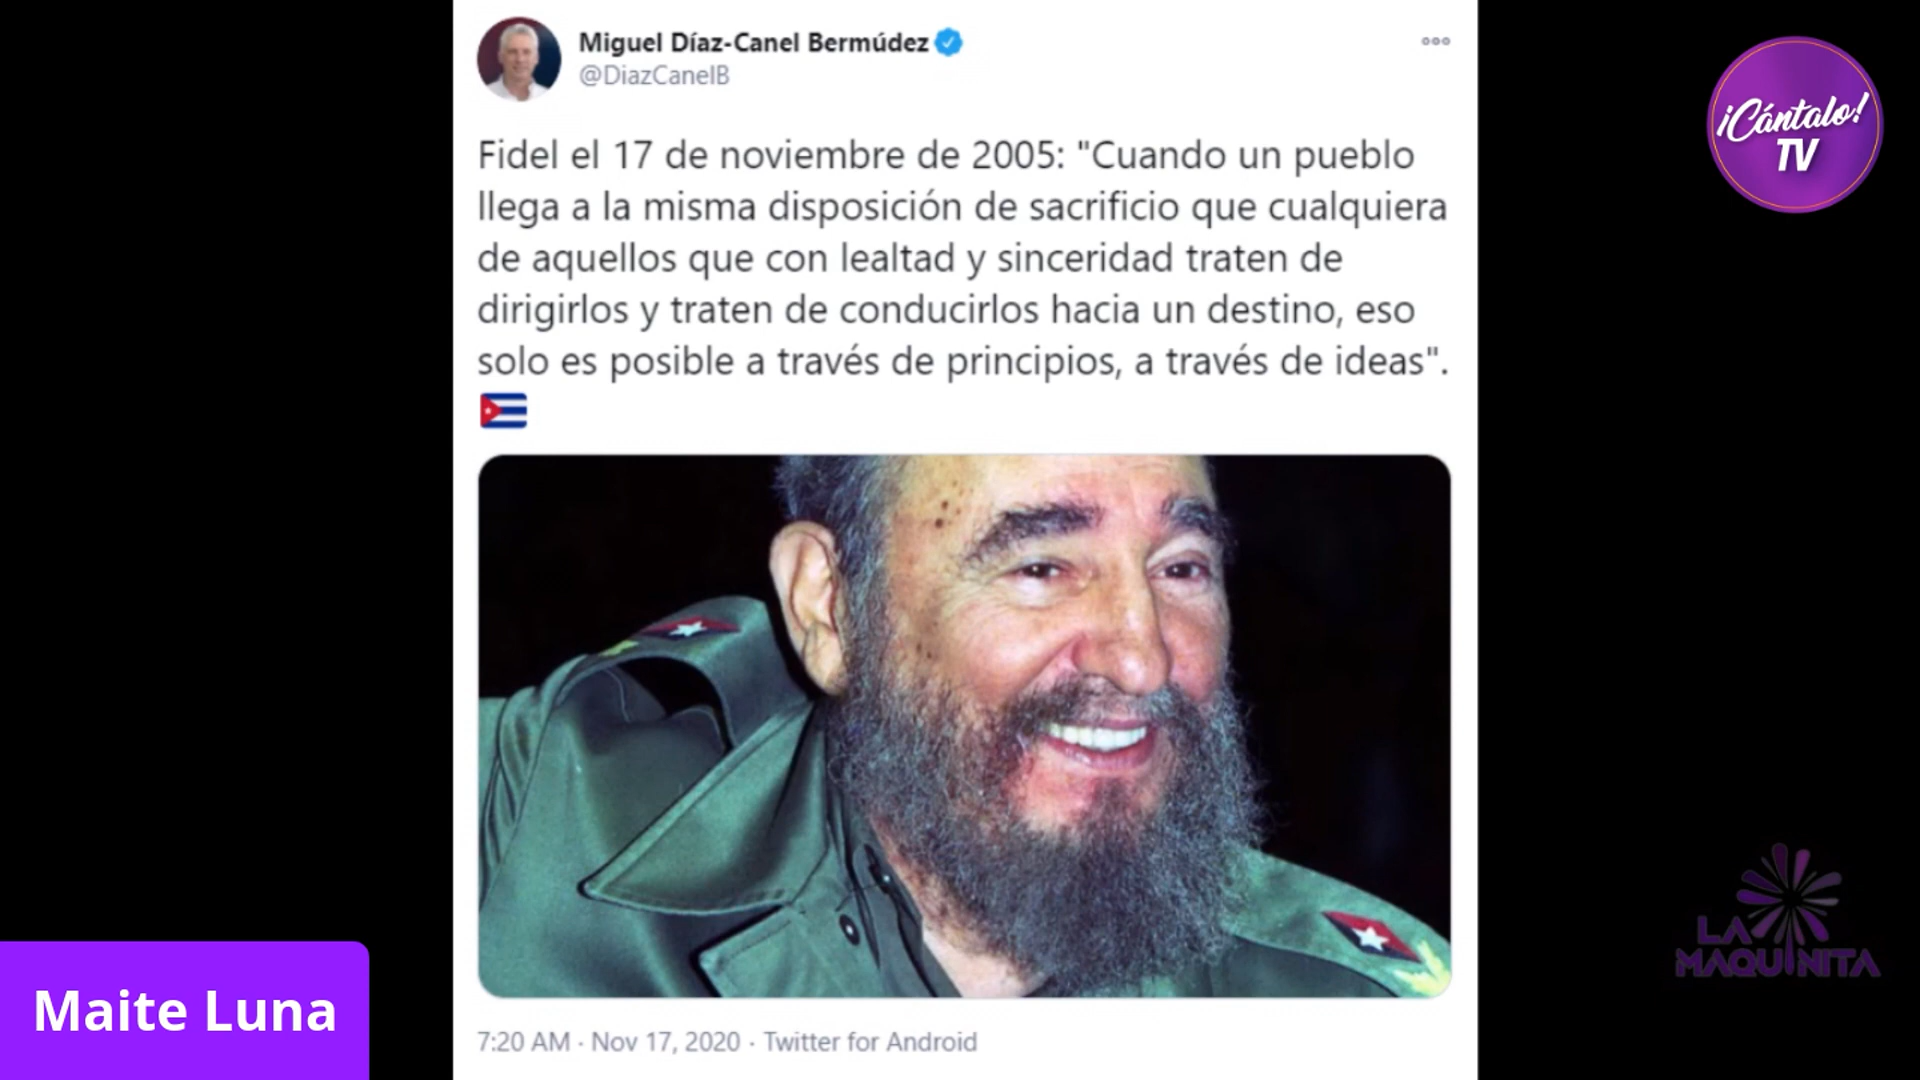 Miguel Díaz-Canel Bermúdez
@DiazCanelB
Fidel el 17 de noviembre de 2005: "Cuando un pueblo
llega a la misma disposición de sacrificio que cualquiera
de aquellos que con lealtad y sinceridad traten de
dirigirlos y traten de conducirlos hacia un destino, eso
solo es posible a través de principios, a través de ideas".
7:20 AM · Nov 17, 2020 · Twitter for Android
¡Cántalo!
TV
LA
MAQUINITA
Maite Luna